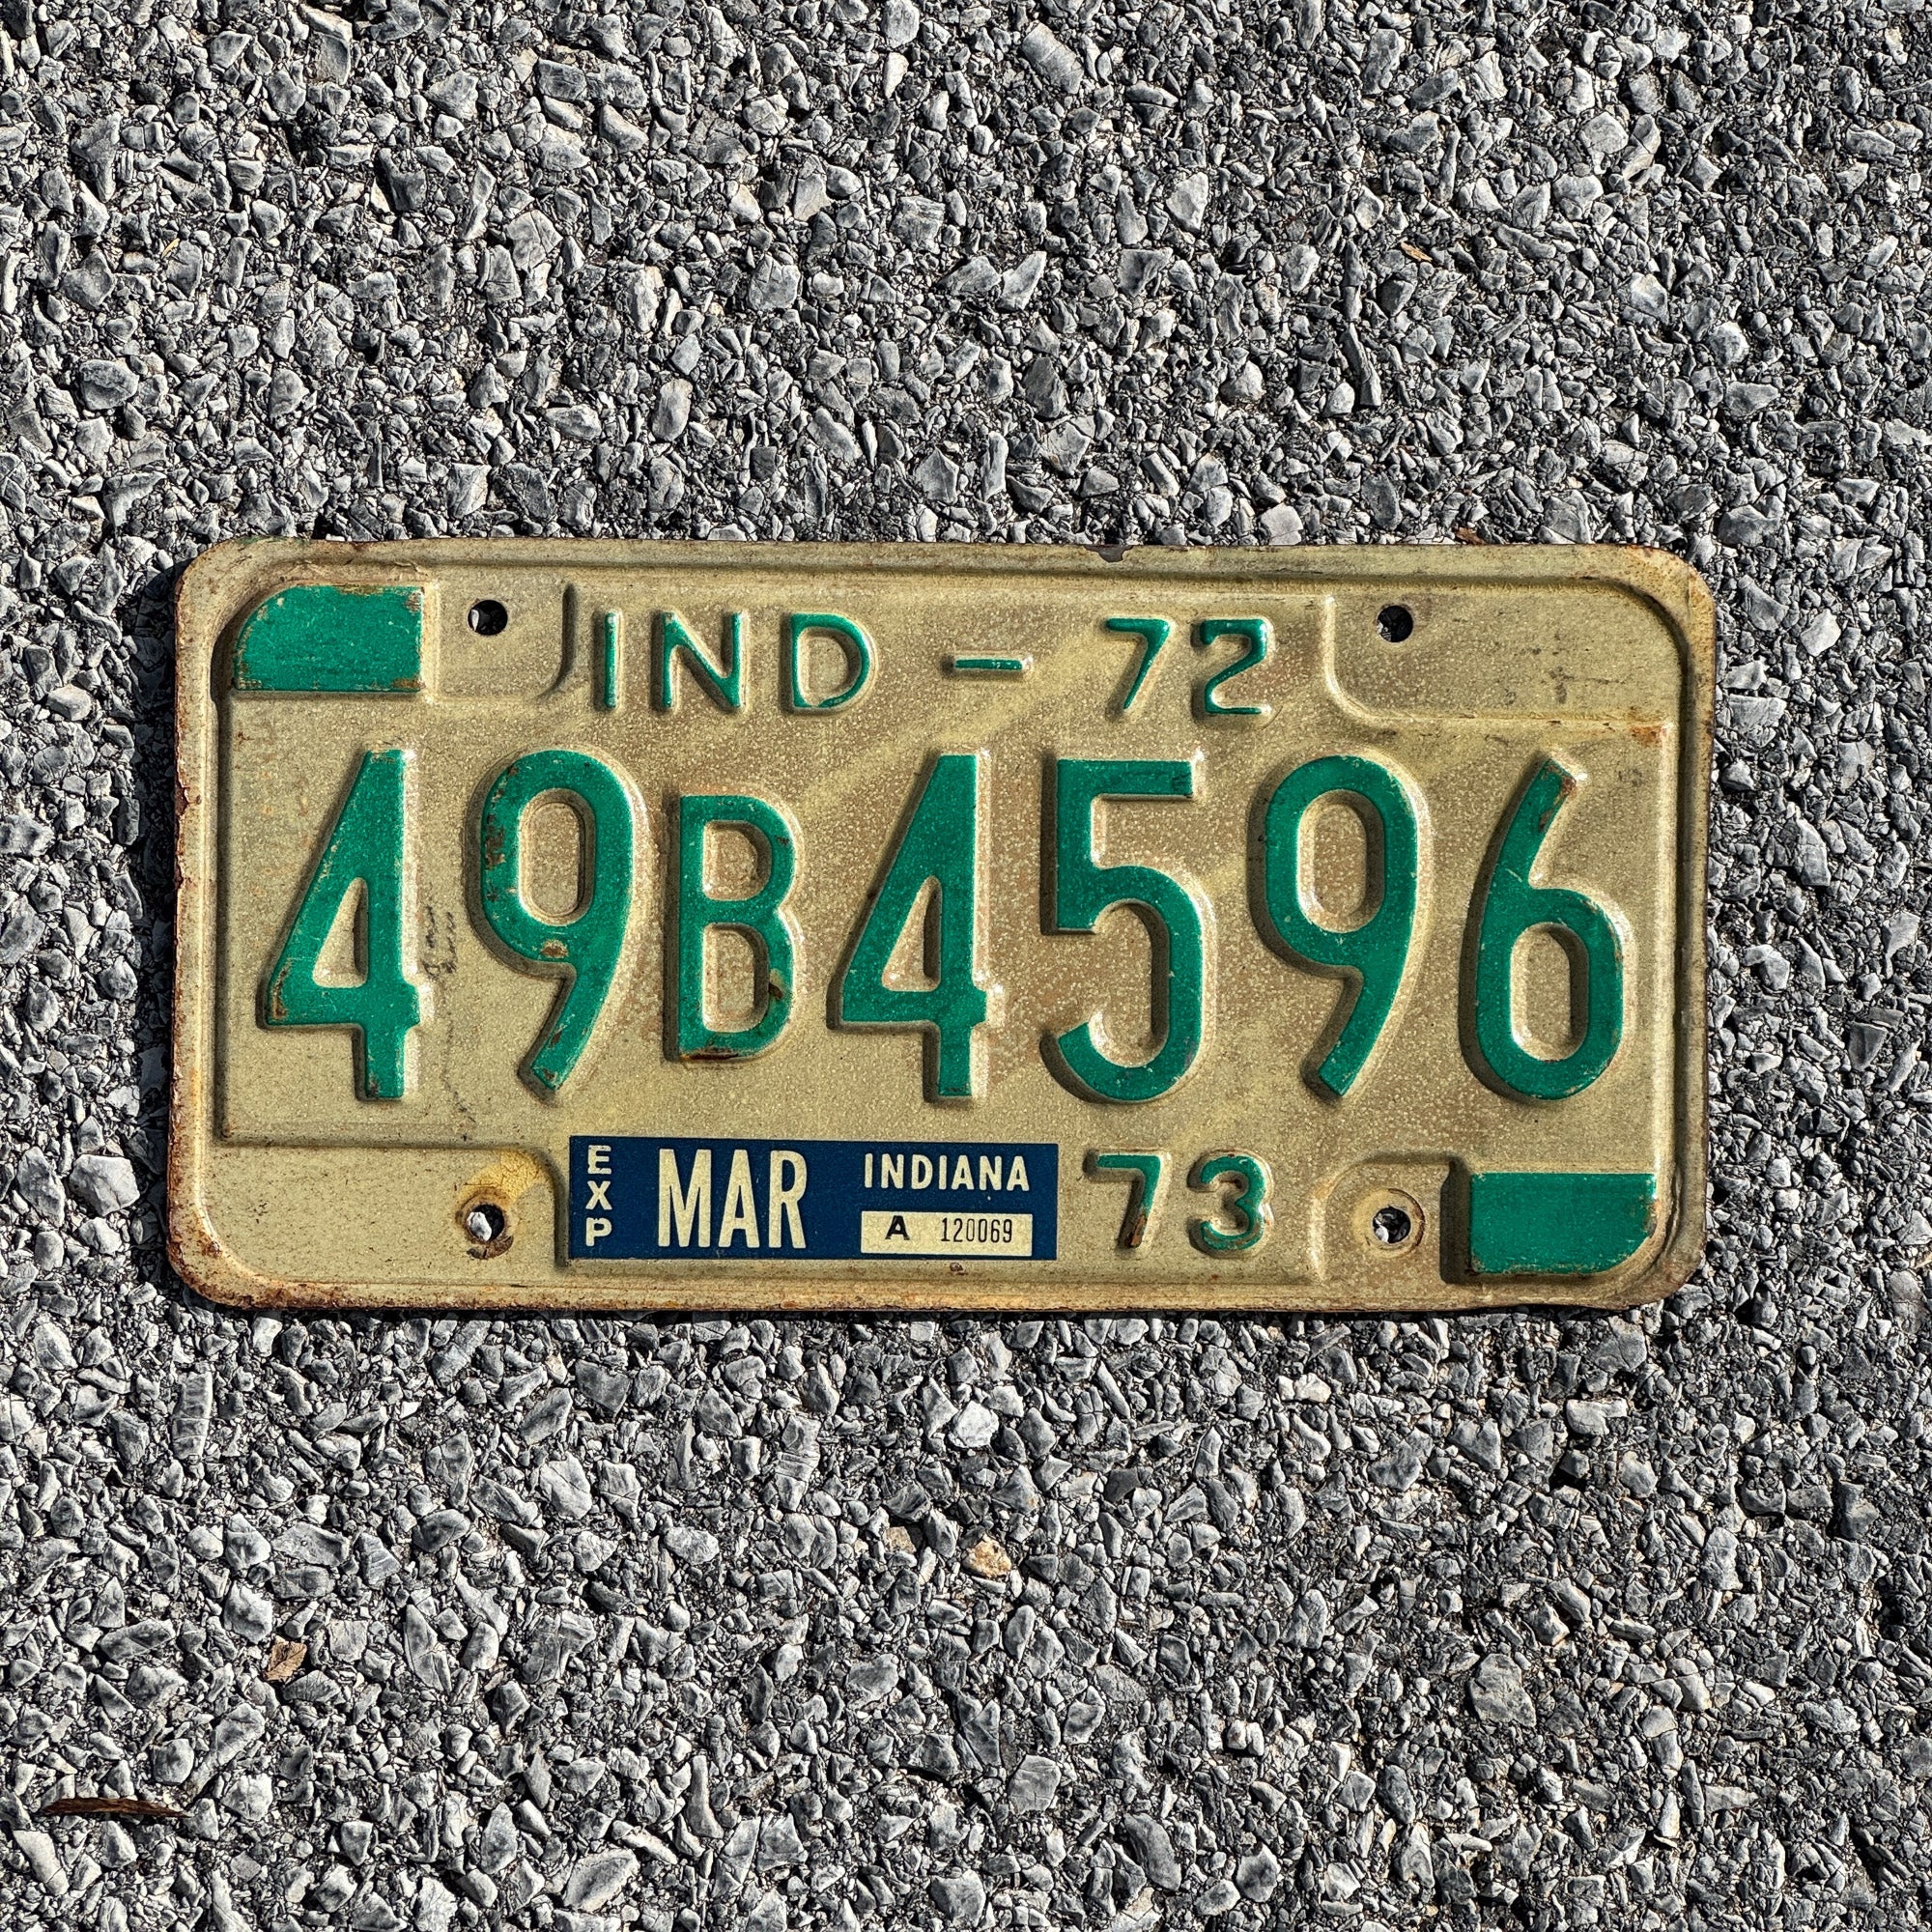 IND - 72
49B4596
EXP MAR INDIANA 73
A 120069